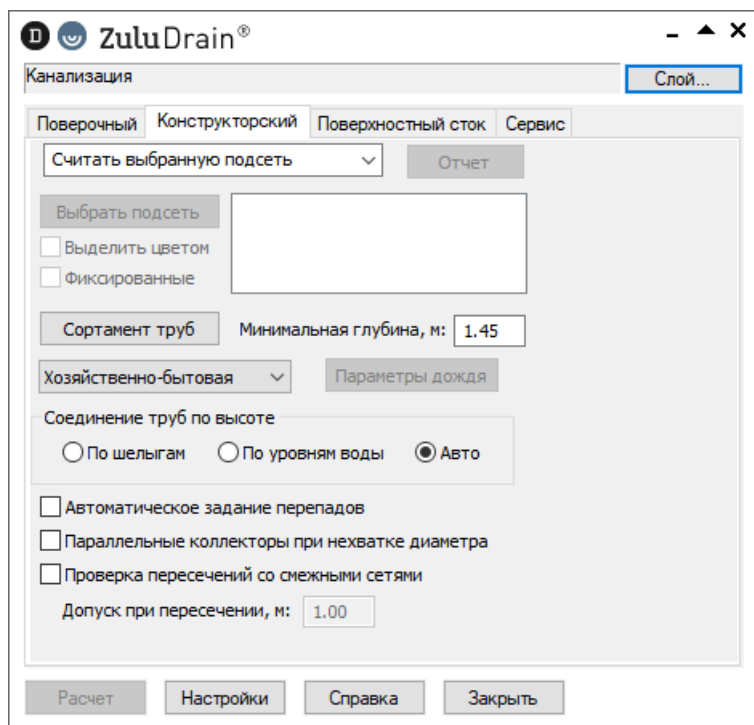 D ZuluDrain®
Канализация
Слой...
Поверочный Конструкторский Поверхностный сток Сервис
Считать выбранную подсеть Отчет
Выбрать подсеть
Выделить цветом
Фиксированные
Сортамент труб Минимальная глубина, м: 1.45
Хозяйственно-бытовая Параметры дождя
Соединение труб по высоте
По шелыгам По уровням воды Авто
Автоматическое задание перепадов
Параллельные коллекторы при нехватке диаметра
Проверка пересечений со смежными сетями
Допуск при пересечении, м: 1.00
Расчет Настройки Справка Закрыть